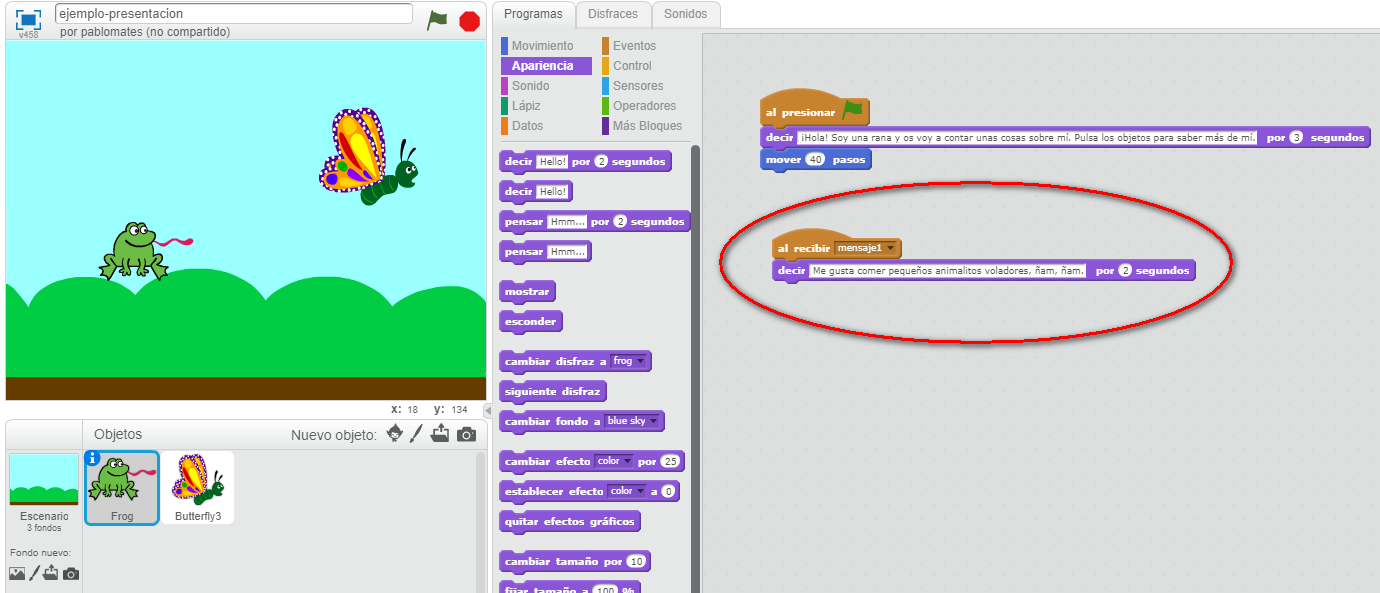 ejemplo-presentacion
por pablomates (no compartido)
v458
Programas
Disfraces
Sonidos
Movimiento
Apariencia
Sonido
Lápiz
Datos
Eventos
Control
Sensores
Operadores
Más Bloques
decir Hello! por 2 segundos
decir Hello!
pensar Hmm... por 2 segundos
pensar Hmm...
mostrar
esconder
cambiar disfraz a frog
siguiente disfraz
cambiar fondo a blue sky
cambiar efecto color por 25
establecer efecto color a 0
quitar efectos gráficos
cambiar tamaño por 10
fijar tamaño a 100 %
al presionar
decir ¡Hola! Soy una rana y os voy a contar unas cosas sobre mí. Pulsa los objetos para saber más de mí. por 3 segundos
mover 40 pasos
al recibir mensaje1
decir Me gusta comer pequeños animalitos voladores, ñam, ñam. por 2 segundos
x: 18 y: 134
Objetos
Nuevo objeto:
Escenario
3 fondos
Fondo nuevo:
Frog
Butterfly3